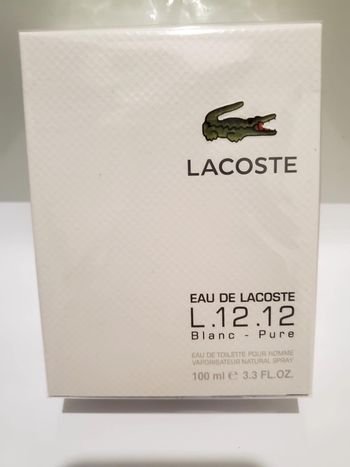 LACOSTE
EAU DE LACOSTE
L.12.12
Blanc - Pure
EAU DE TOILETTE POUR HOMME
VAPORISATEUR NATURAL SPRAY
100 ml ℮ 3.3 FL.OZ.